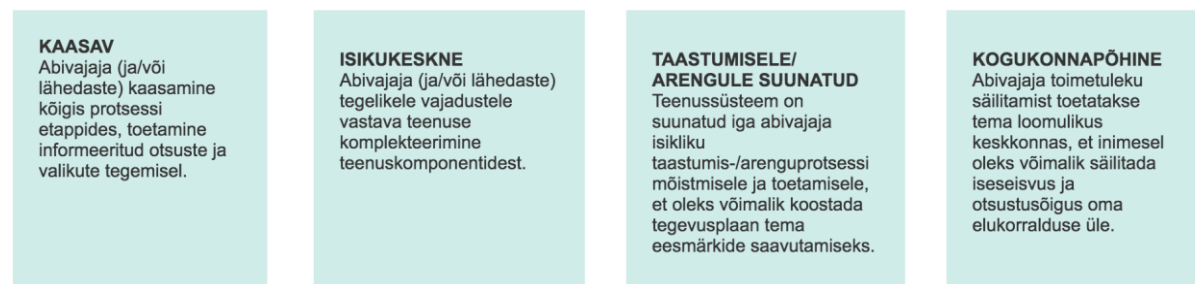 KAASAV
Abivajaja (ja/või
lähedaste) kaasamine
kõigis protsessi
etappides, toetamine
informeeritud otsuste ja
valikute tegemisel.
ISIKUKESKNE
Abivajaja (ja/või lähedaste)
tegelikele vajadustele
vastava teenuse
komplekteerimine
teenuskomponentidest.
TAASTUMISELE/
ARENGULE SUUNATUD
Teenussüsteem on
suunatud iga abivajaja
isikliku
taastumis-/arenguprotsessi
mõistmisele ja toetamisele,
et oleks võimalik koostada
tegevusplaan tema
eesmärkide saavutamiseks.
KOGUKONNAPÕHINE
Abivajaja toimetuleku
säilitamist toetatakse
tema loomulikus
keskkonnas, et inimesel
oleks võimalik säilitada
iseseisvus ja
otsustusõigus oma
elukorralduse üle.